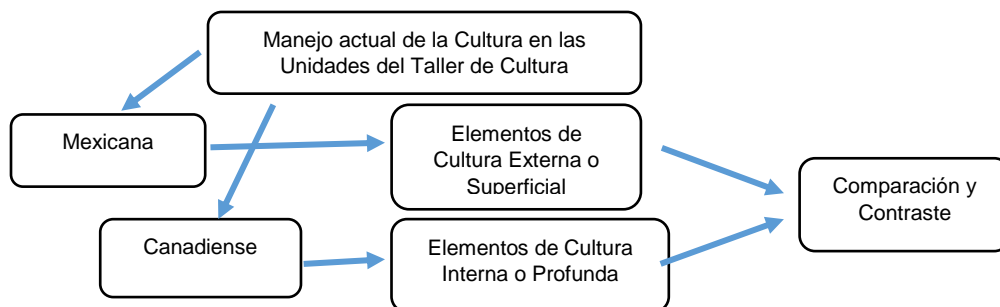 Manejo actual de la Cultura en las
Unidades del Taller de Cultura
Mexicana
Elementos de
Cultura Externa o
Superficial
Comparación y
Contraste
Canadiense
Elementos de Cultura
Interna o Profunda